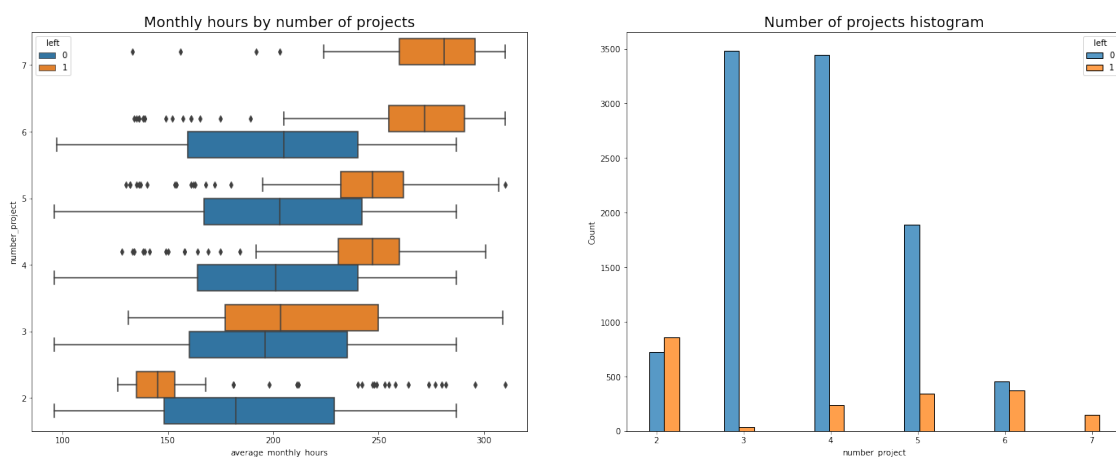 Monthly hours by number of projects
left
0
1
7
6
5
4
3
2
number_project
100 150 200 250 300
average_monthly_hours
Number of projects histogram
left
0
1
3500
3000
2500
2000
1500
1000
500
0
Count
2 3 4 5 6 7
number_project